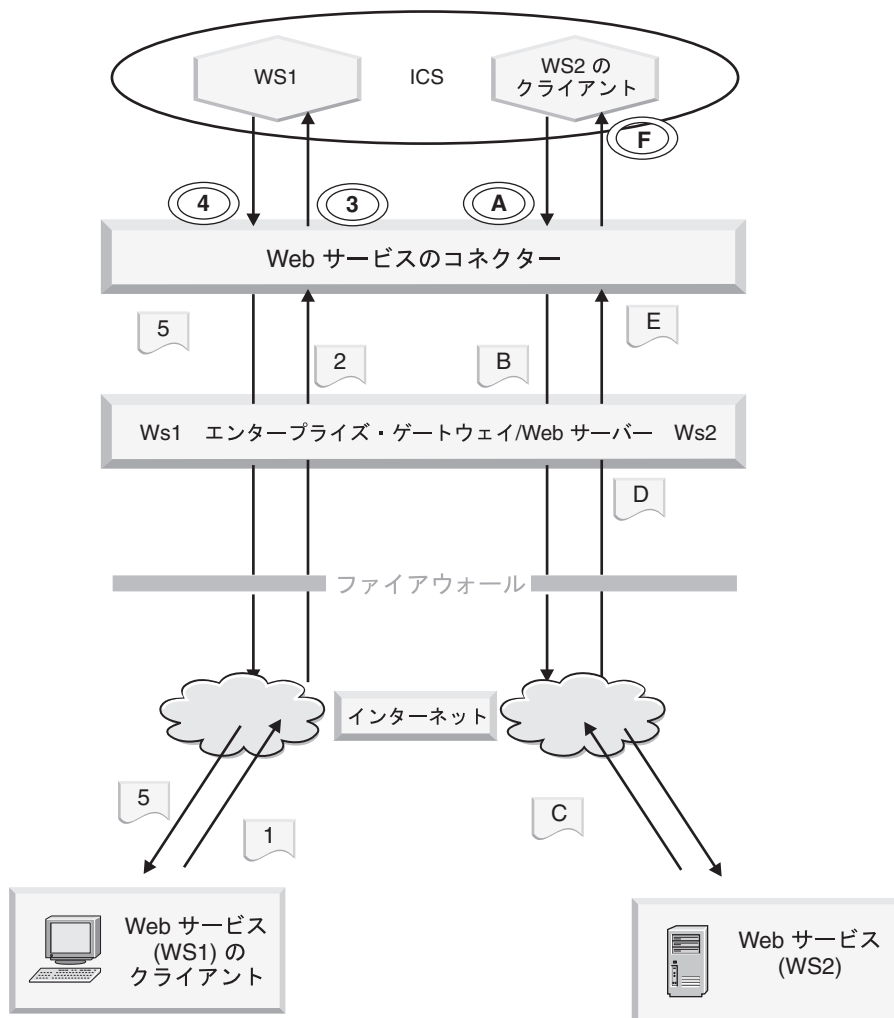 WS1
ICS
WS2 の
クライアント
F
4
3
A
Web サービスのコネクター
5
2
B
E
Ws1 エンタープライズ・ゲートウェイ/Web サーバー Ws2
D
ファイアウォール
インターネット
5
1
C
Web サービス
(WS1) の
クライアント
Web サービス
(WS2)